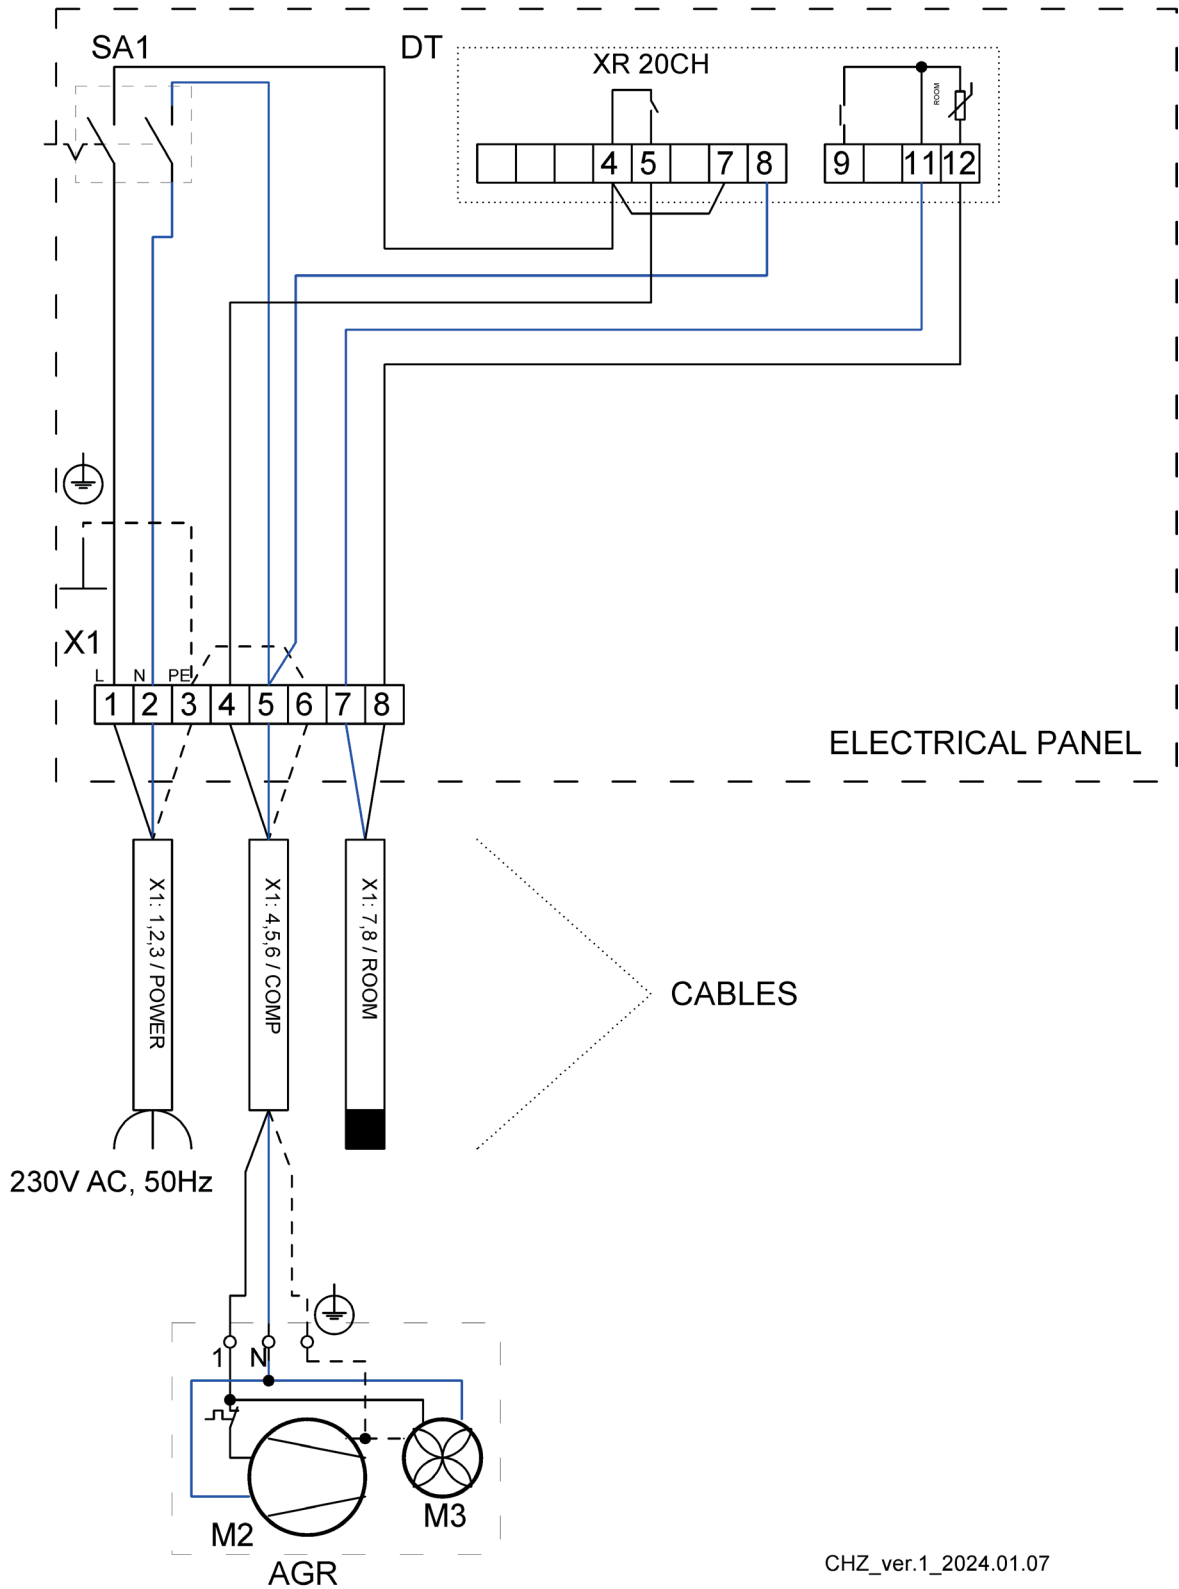 SA1
DT
XR 20CH
ROOM
4 5 7 8
9 11 12
X1
L N PE
1 2 3 4 5 6 7 8
ELECTRICAL PANEL
X1: 1,2,3 / POWER
X1: 4,5,6 / COMP
X1: 7,8 / ROOM
CABLES
230V AC, 50Hz
1 N
M2
M3
AGR
CHZ_ver.1_2024.01.07